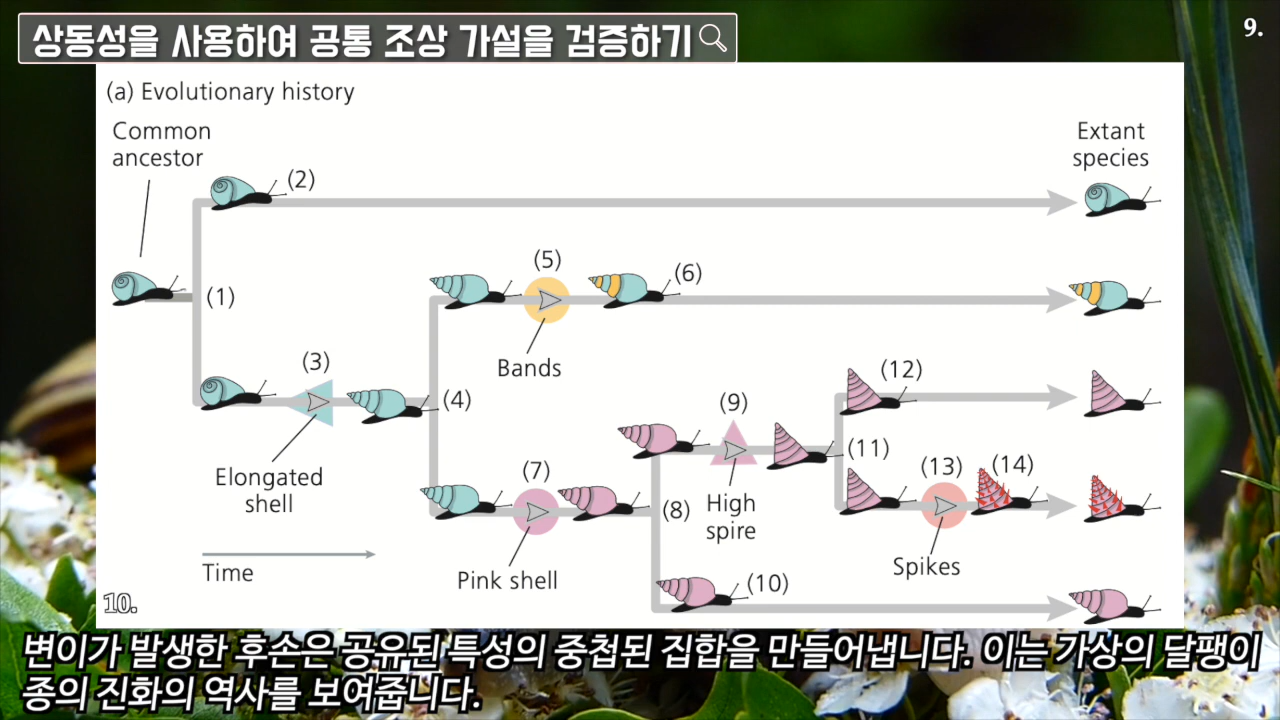 상동성을 사용하여 공통 조상 가설을 검증하기
9.
(a) Evolutionary history
Common
ancestor
Extant
species
(2)
(1)
(5)
(6)
Bands
(3)
(4)
Elongated
shell
(12)
(9)
(11)
High
spire
(7)
(8)
(13)
(14)
Spikes
Pink shell
(10)
Time
10.
변이가 발생한 후손은 공유된 특성의 중첩된 집합을 만들어냅니다. 이는 가상의 달팽이
종의 진화의 역사를 보여줍니다.